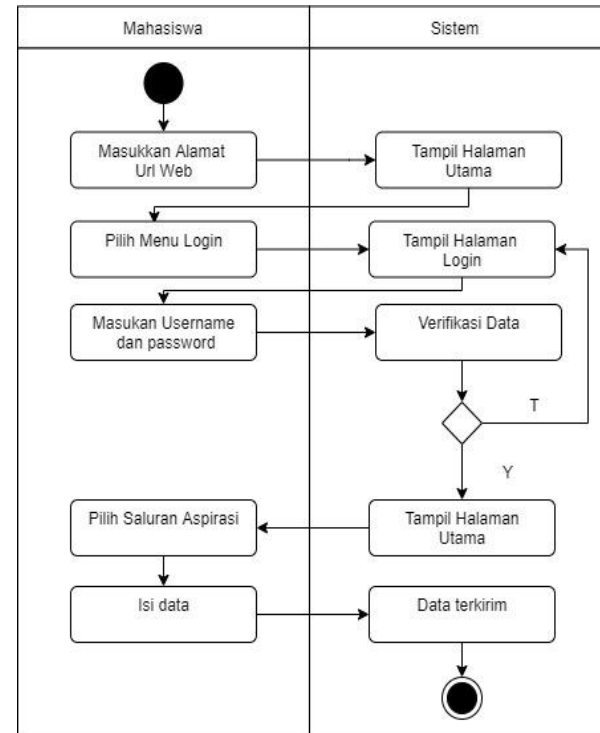 Mahasiswa
Sistem
Masukkan Alamat
Url Web
Tampil Halaman
Utama
Pilih Menu Login
Tampil Halaman
Login
Masukan Username
dan password
Verifikasi Data
T
Y
Pilih Saluran Aspirasi
Tampil Halaman
Utama
Isi data
Data terkirim